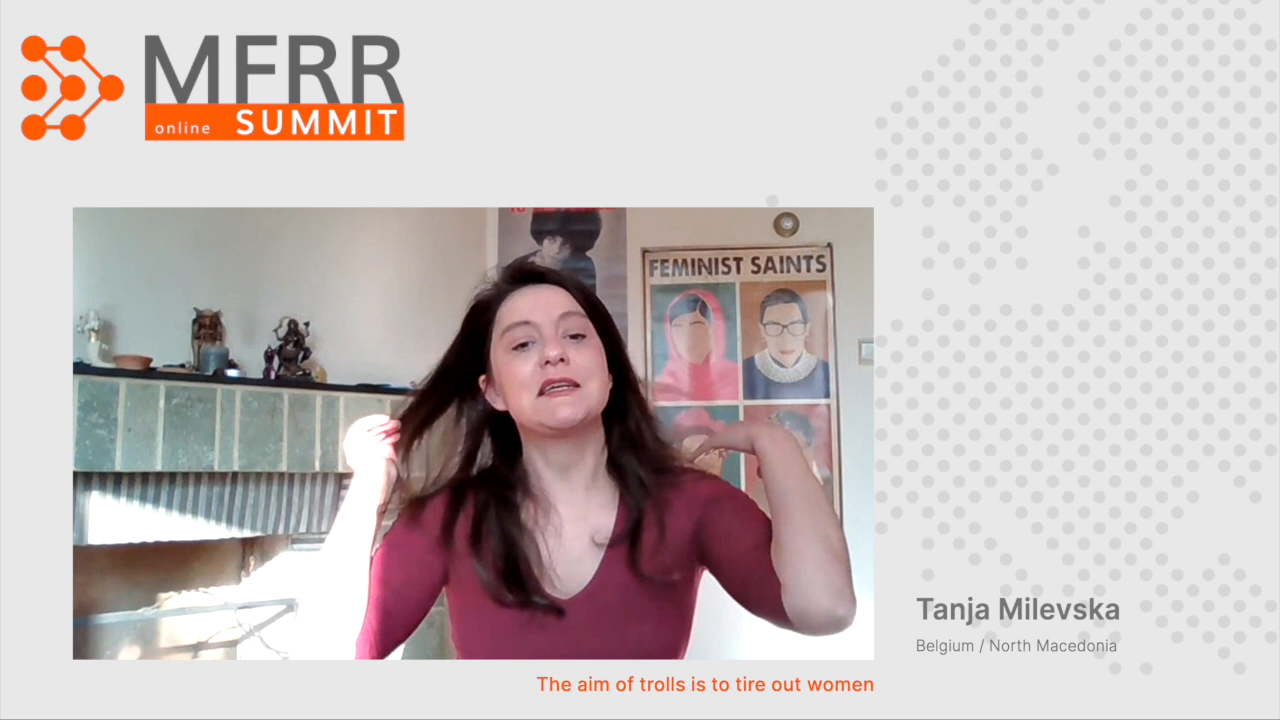 MFRR
online SUMMIT
FEMINIST SAINTS
Tanja Milevska
Belgium / North Macedonia
The aim of trolls is to tire out women